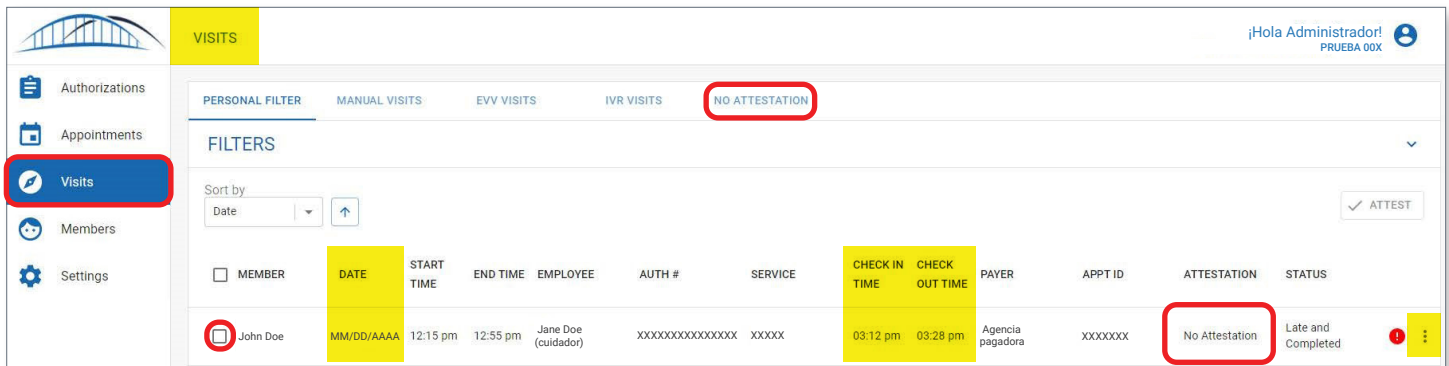 VISITS
¡Hola Administrador!
PRUEBA 00X
Authorizations
Appointments
Visits
Members
Settings
PERSONAL FILTER MANUAL VISITS EVV VISITS IVR VISITS NO ATTESTATION
FILTERS
Sort by
Date
ATTEST
MEMBER DATE START TIME END TIME EMPLOYEE AUTH # SERVICE CHECK IN TIME CHECK OUT TIME PAYER APPT ID ATTESTATION STATUS
John Doe MM/DD/AAAA 12:15 pm 12:55 pm Jane Doe (cuidador) XXXXXXXXXXXXXXX XXXXX 03:12 pm 03:28 pm Agencia pagadora XXXXXXX No Attestation Late and Completed